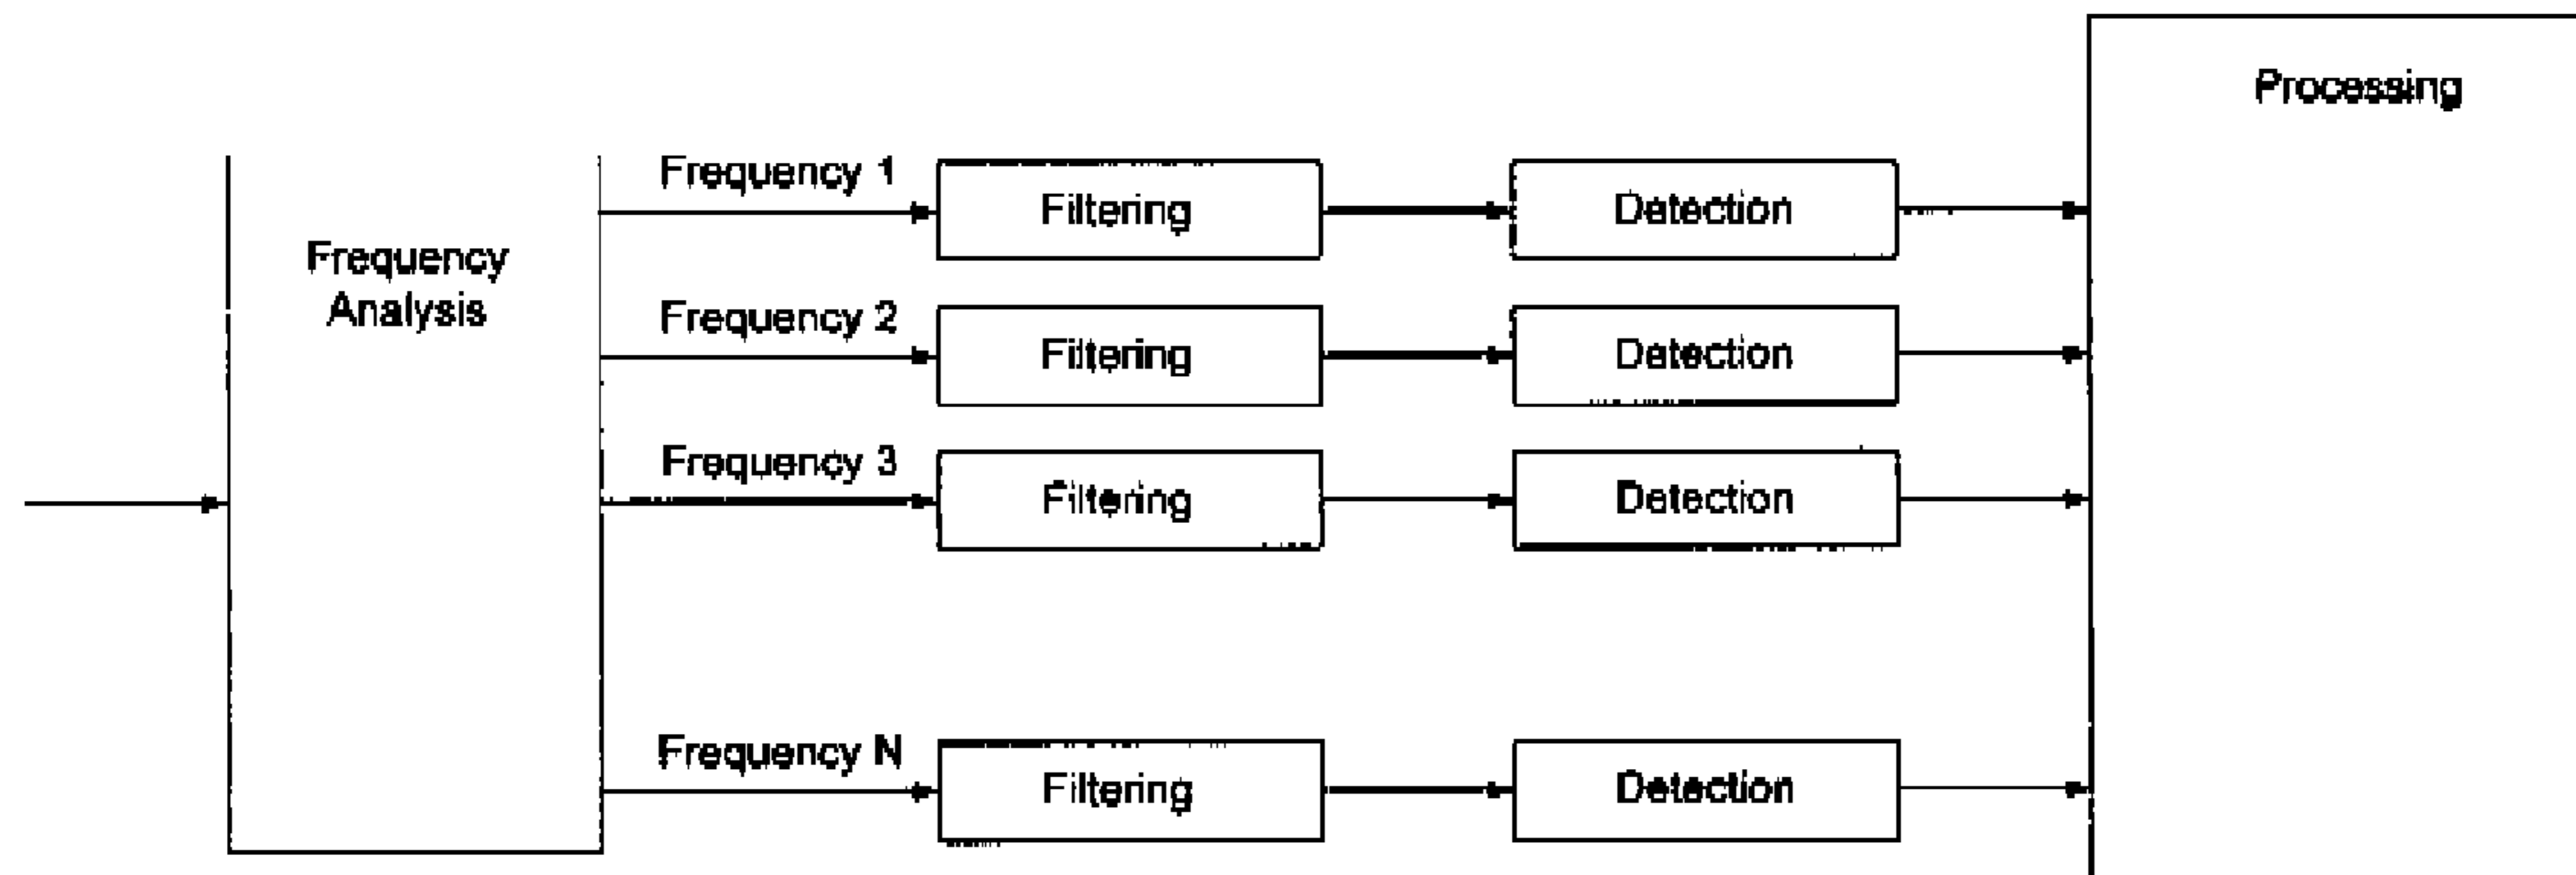 Processing
Frequency
Analysis
Frequency 1
Filtering
Detection
Frequency 2
Filtering
Detection
Frequency 3
Filtering
Detection
Frequency N
Filtering
Detection